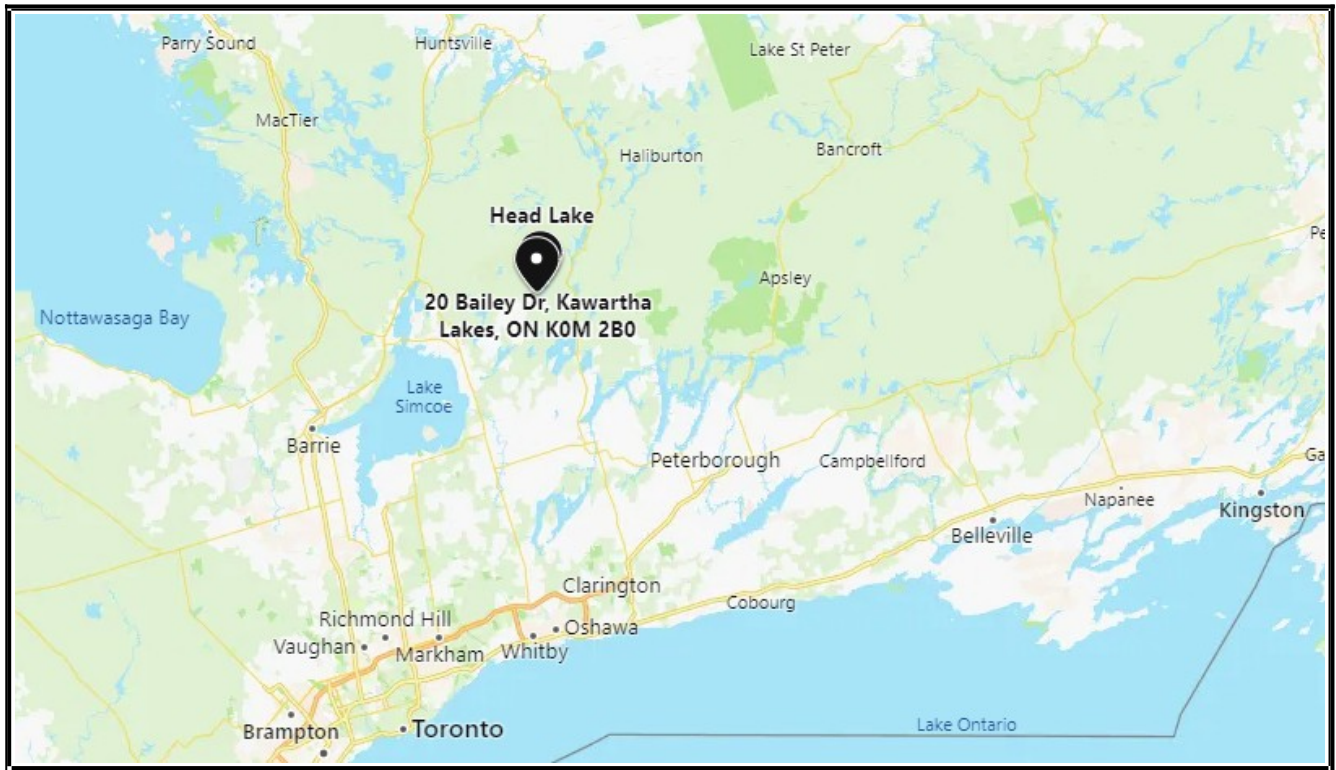 Parry Sound
Huntsville
Lake St Peter
MacTier
Haliburton
Bancroft
Head Lake
Pe
Apsley
20 Bailey Dr, Kawartha
Lakes, ON K0M 2B0
Nottawasaga Bay
Lake
Simcoe
Barrie
Peterborough
Campbellford
Ga
Napanee
Kingston
Belleville
Clarington
Cobourg
Richmond Hill
Oshawa
Vaughan
Markham
Whitby
Brampton
Toronto
Lake Ontario